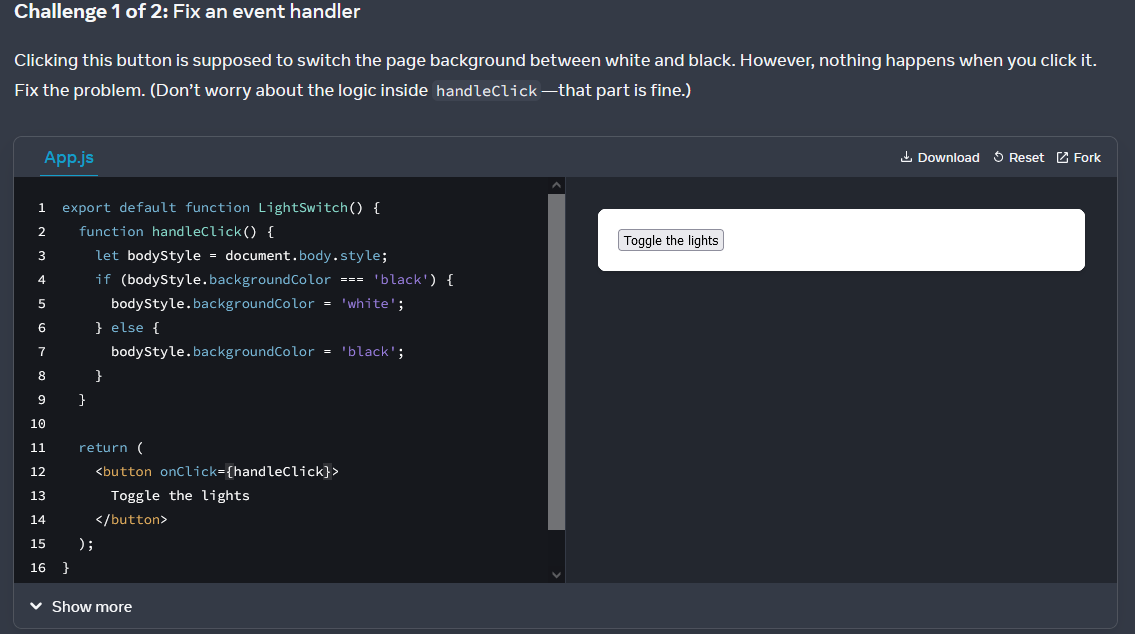 Challenge 1 of 2: Fix an event handler
Clicking this button is supposed to switch the page background between white and black. However, nothing happens when you click it.
Fix the problem. (Don’t worry about the logic inside handleClick—that part is fine.)
App.js
Download Reset Fork
1 export default function LightSwitch() {
2   function handleClick() {
3     let bodyStyle = document.body.style;
4     if (bodyStyle.backgroundColor === 'black') {
5       bodyStyle.backgroundColor = 'white';
6     } else {
7       bodyStyle.backgroundColor = 'black';
8     }
9   }
10
11   return (
12     <button onClick={handleClick}>
13       Toggle the lights
14     </button>
15   );
16 }
Toggle the lights
Show more